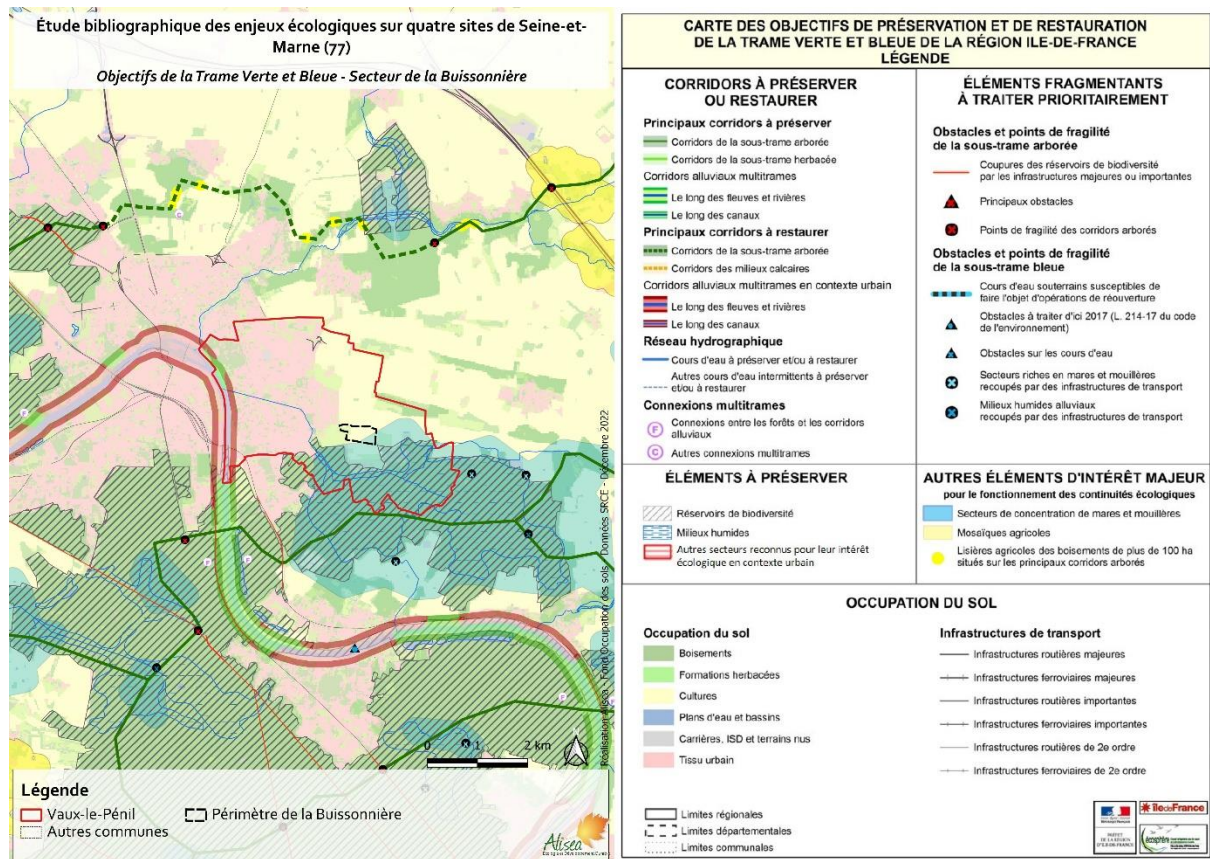 Étude bibliographique des enjeux écologiques sur quatre sites de Seine-et-
Marne (77)
Objectifs de la Trame Verte et Bleue - Secteur de la Buissonnière
Réalisation Alisea - Fond Occupation des sols - Données SRCE - Décembre 2022
0 1 2 km
Légende
Vaux-le-Pénil
Périmètre de la Buissonnière
Autres communes
Alisea
CARTE DES OBJECTIFS DE PRÉSERVATION ET DE RESTAURATION
DE LA TRAME VERTE ET BLEUE DE LA RÉGION ILE-DE-FRANCE
LÉGENDE
CORRIDORS À PRÉSERVER
OU RESTAURER
Principaux corridors à préserver
Corridors de la sous-trame arborée
Corridors de la sous-trame herbacée
Corridors alluviaux multitrames
Le long des fleuves et rivières
Le long des canaux
Principaux corridors à restaurer
Corridors de la sous-trame arborée
Corridors des milieux calcaires
Corridors alluviaux multitrames en contexte urbain
Le long des fleuves et rivières
Le long des canaux
Réseau hydrographique
Cours d'eau à préserver et/ou à restaurer
Autres cours d'eau intermittents à préserver
et/ou à restaurer
Connexions multitrames
F
Connexions entre les forêts et les corridors
alluviaux
C
Autres connexions multitrames
ÉLÉMENTS FRAGMENTANTS
À TRAITER PRIORITAIREMENT
Obstacles et points de fragilité
de la sous-trame arborée
Coupures des réservoirs de biodiversité
par les infrastructures majeures ou importantes
Principaux obstacles
Points de fragilité des corridors arborés
Obstacles et points de fragilité
de la sous-trame bleue
Cours d'eau souterrains susceptibles de
faire l'objet d'opérations de réouverture
Obstacles à traiter d'ici 2017 (L. 214-17 du code
de l'environnement)
Obstacles sur les cours d'eau
Secteurs riches en mares et mouillères
recoupés par des infrastructures de transport
Milieux humides alluviaux
recoupés par des infrastructures de transport
ÉLÉMENTS À PRÉSERVER
Réservoirs de biodiversité
Milieux humides
Autres secteurs reconnus pour leur intérêt
écologique en contexte urbain
AUTRES ÉLÉMENTS D'INTÉRÊT MAJEUR
pour le fonctionnement des continuités écologiques
Secteurs de concentration de mares et mouillères
Mosaïques agricoles
Lisières agricoles des boisements de plus de 100 ha
situés sur les principaux corridors arborés
OCCUPATION DU SOL
Occupation du sol
Boisements
Formations herbacées
Cultures
Plans d'eau et bassins
Carrières, ISD et terrains nus
Tissu urbain
Infrastructures de transport
Infrastructures routières majeures
Infrastructures ferroviaires majeures
Infrastructures routières importantes
Infrastructures ferroviaires importantes
Infrastructures routières de 2e ordre
Infrastructures ferroviaires de 2e ordre
Limites régionales
Limites départementales
Limites communales
îledeFrance
PRÉFET
DE LA RÉGION
D'ILE-DE-FRANCE
écosphère